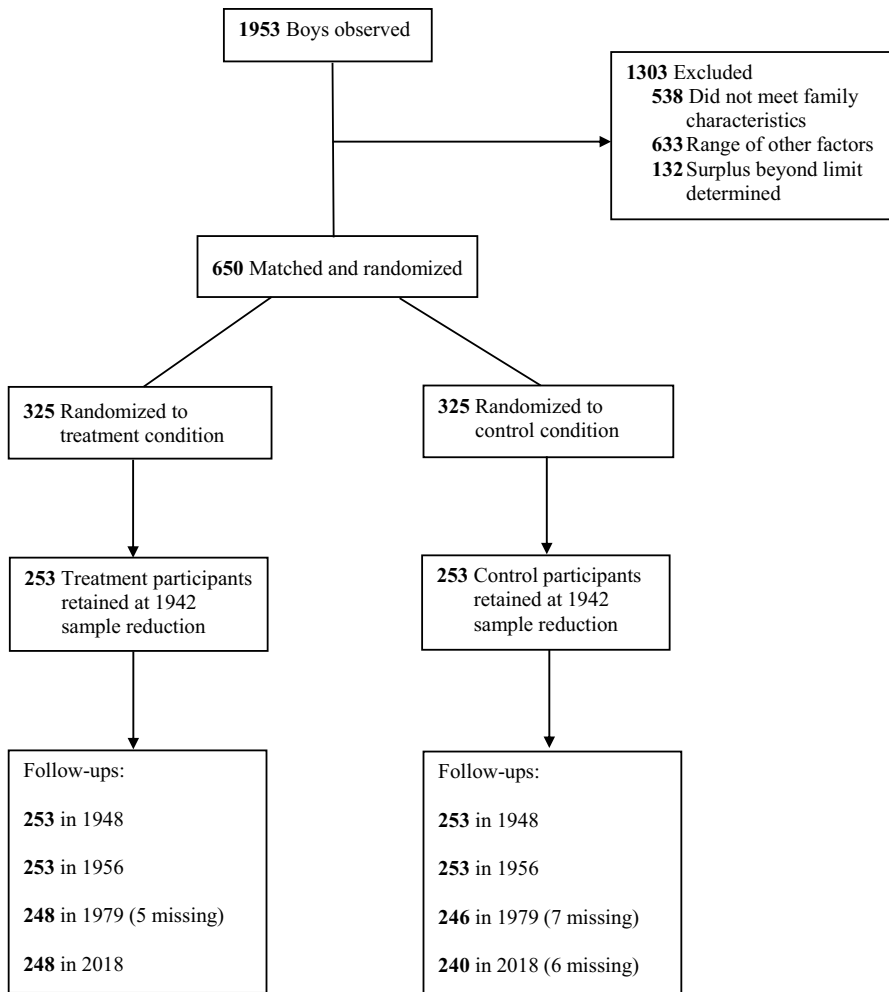 1953 Boys observed
1303 Excluded
538 Did not meet family
characteristics
633 Range of other factors
132 Surplus beyond limit
determined
650 Matched and randomized
325 Randomized to
treatment condition
325 Randomized to
control condition
253 Treatment participants
retained at 1942
sample reduction
253 Control participants
retained at 1942
sample reduction
Follow-ups:
253 in 1948
253 in 1956
248 in 1979 (5 missing)
248 in 2018
Follow-ups:
253 in 1948
253 in 1956
246 in 1979 (7 missing)
240 in 2018 (6 missing)